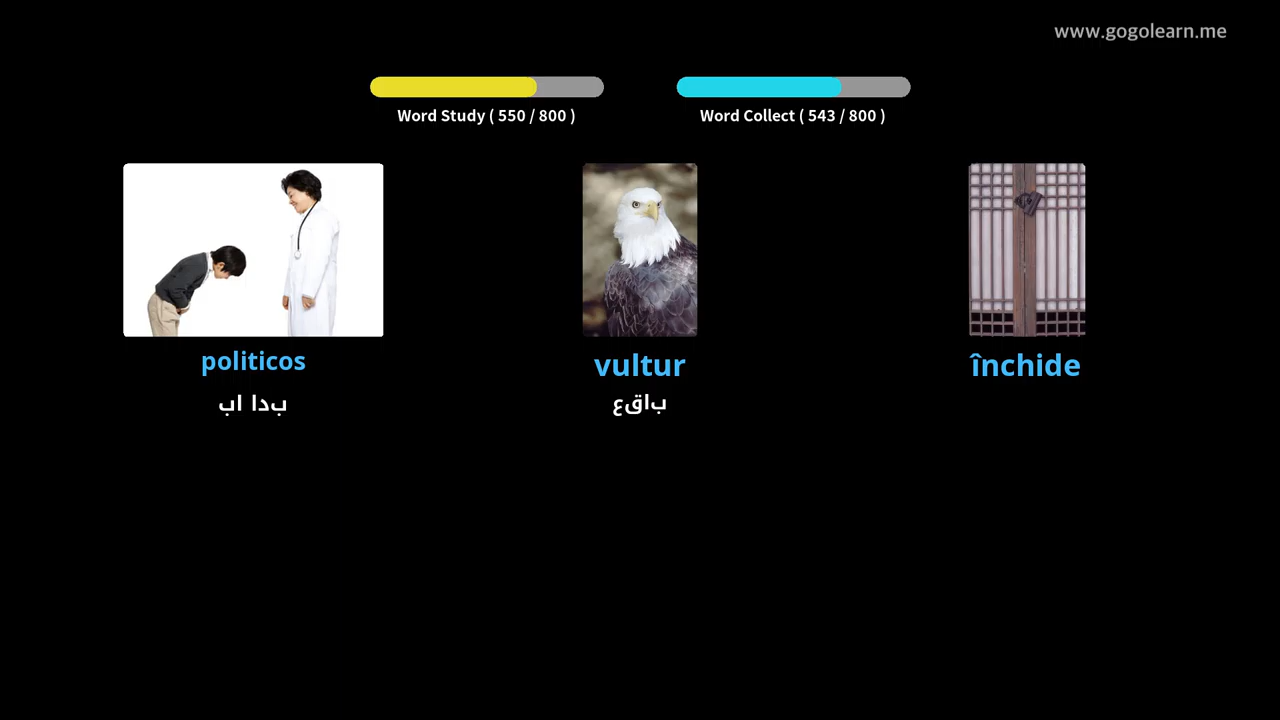 www.gogolearn.me
Word Study ( 550 / 800 )
Word Collect ( 543 / 800 )
politicos
بدا اب
vultur
باقع
închide